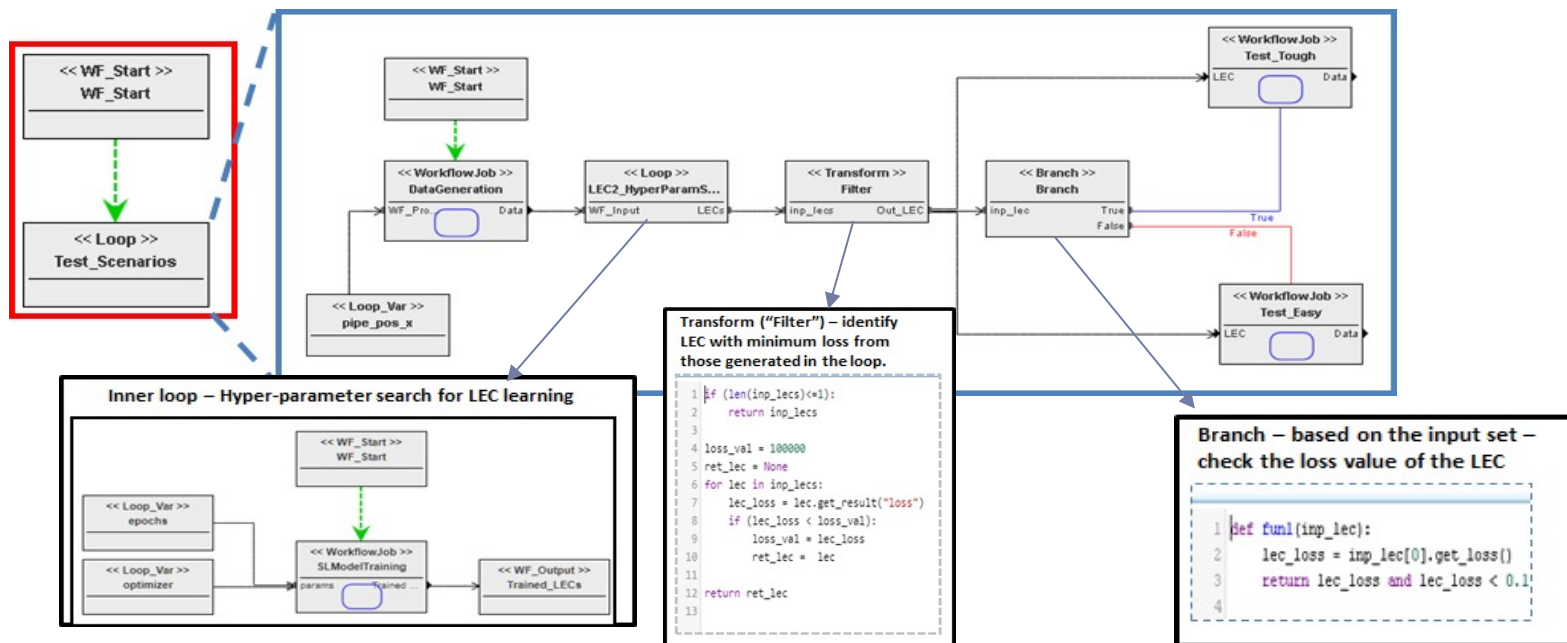 << WF_Start >>
WF_Start
<< Loop >>
Test_Scenarios
<< WF_Start >>
WF_Start
<< WorkflowJob >>
DataGeneration
WF_Pro... Data
<< Loop_Var >>
pipe_pos_x
<< Loop >>
LEC2_HyperParamS...
WF_Input LECs
<< Transform >>
Filter
inp_lecs Out_LEC
<< Branch >>
Branch
inp_lec True
False
True
False
<< WorkflowJob >>
Test_Tough
LEC Data
<< WorkflowJob >>
Test_Easy
LEC Data
Inner loop – Hyper-parameter search for LEC learning
<< WF_Start >>
WF_Start
<< Loop_Var >>
epochs
<< Loop_Var >>
optimizer
<< WorkflowJob >>
SLModelTraining
params Trained ...
<< WF_Output >>
Trained_LECs
Transform (“Filter”) – identify
LEC with minimum loss from
those generated in the loop.
1 if (len(inp_lecs)<=1):
2 return inp_lecs
3
4 loss_val = 100000
5 ret_lec = None
6 for lec in inp_lecs:
7 lec_loss = lec.get_result("loss")
8 if (lec_loss < loss_val):
9 loss_val = lec_loss
10 ret_lec = lec
11
12 return ret_lec
13
Branch – based on the input set –
check the loss value of the LEC
1 def fun1(inp_lec):
2 lec_loss = inp_lec[0].get_loss()
3 return lec_loss and lec_loss < 0.1
4